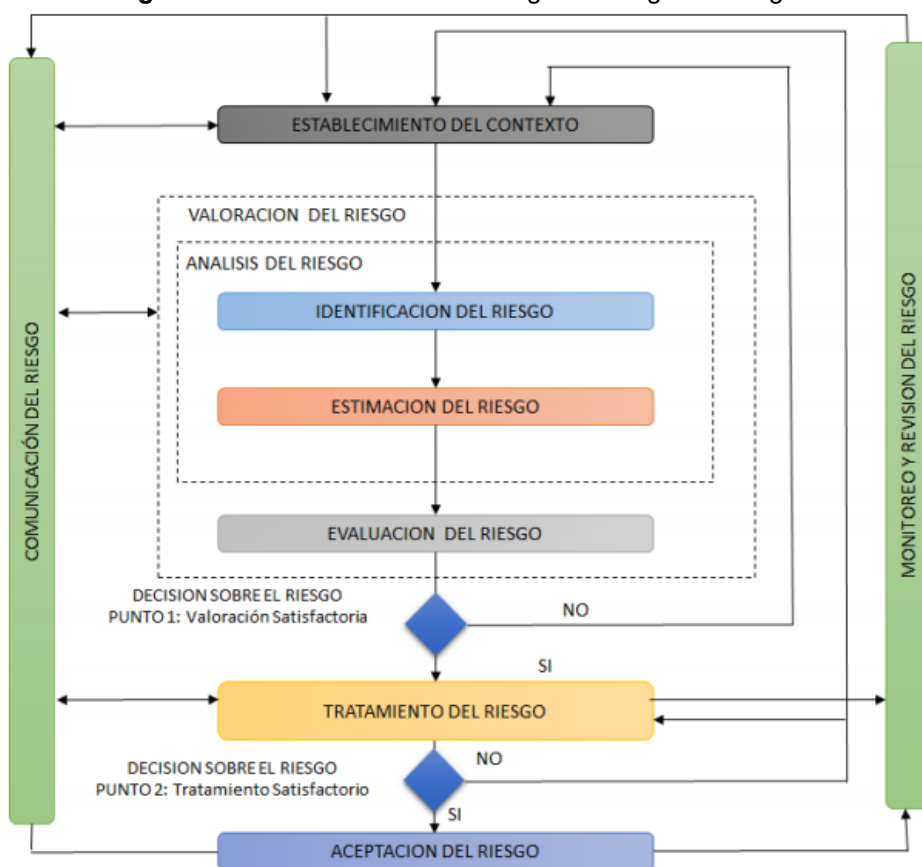 ESTABLECIMIENTO DEL CONTEXTO
VALORACION DEL RIESGO
ANALISIS DEL RIESGO
IDENTIFICACION DEL RIESGO
ESTIMACION DEL RIESGO
EVALUACION DEL RIESGO
DECISION SOBRE EL RIESGO
PUNTO 1: Valoración Satisfactoria
NO
SI
TRATAMIENTO DEL RIESGO
DECISION SOBRE EL RIESGO
PUNTO 2: Tratamiento Satisfactorio
NO
SI
ACEPTACION DEL RIESGO
COMUNICACIÓN DEL RIESGO
MONITOREO Y REVISION DEL RIESGO